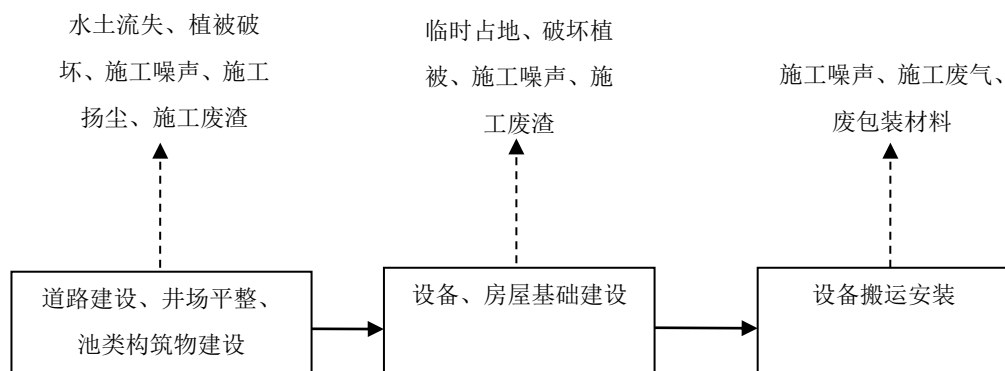 水土流失、植被破
坏、施工噪声、施工
扬尘、施工废渣
临时占地、破坏植
被、施工噪声、施
工废渣
施工噪声、施工废气、
废包装材料
道路建设、井场平整、
池类构筑物建设
设备、房屋基础建设
设备搬运安装